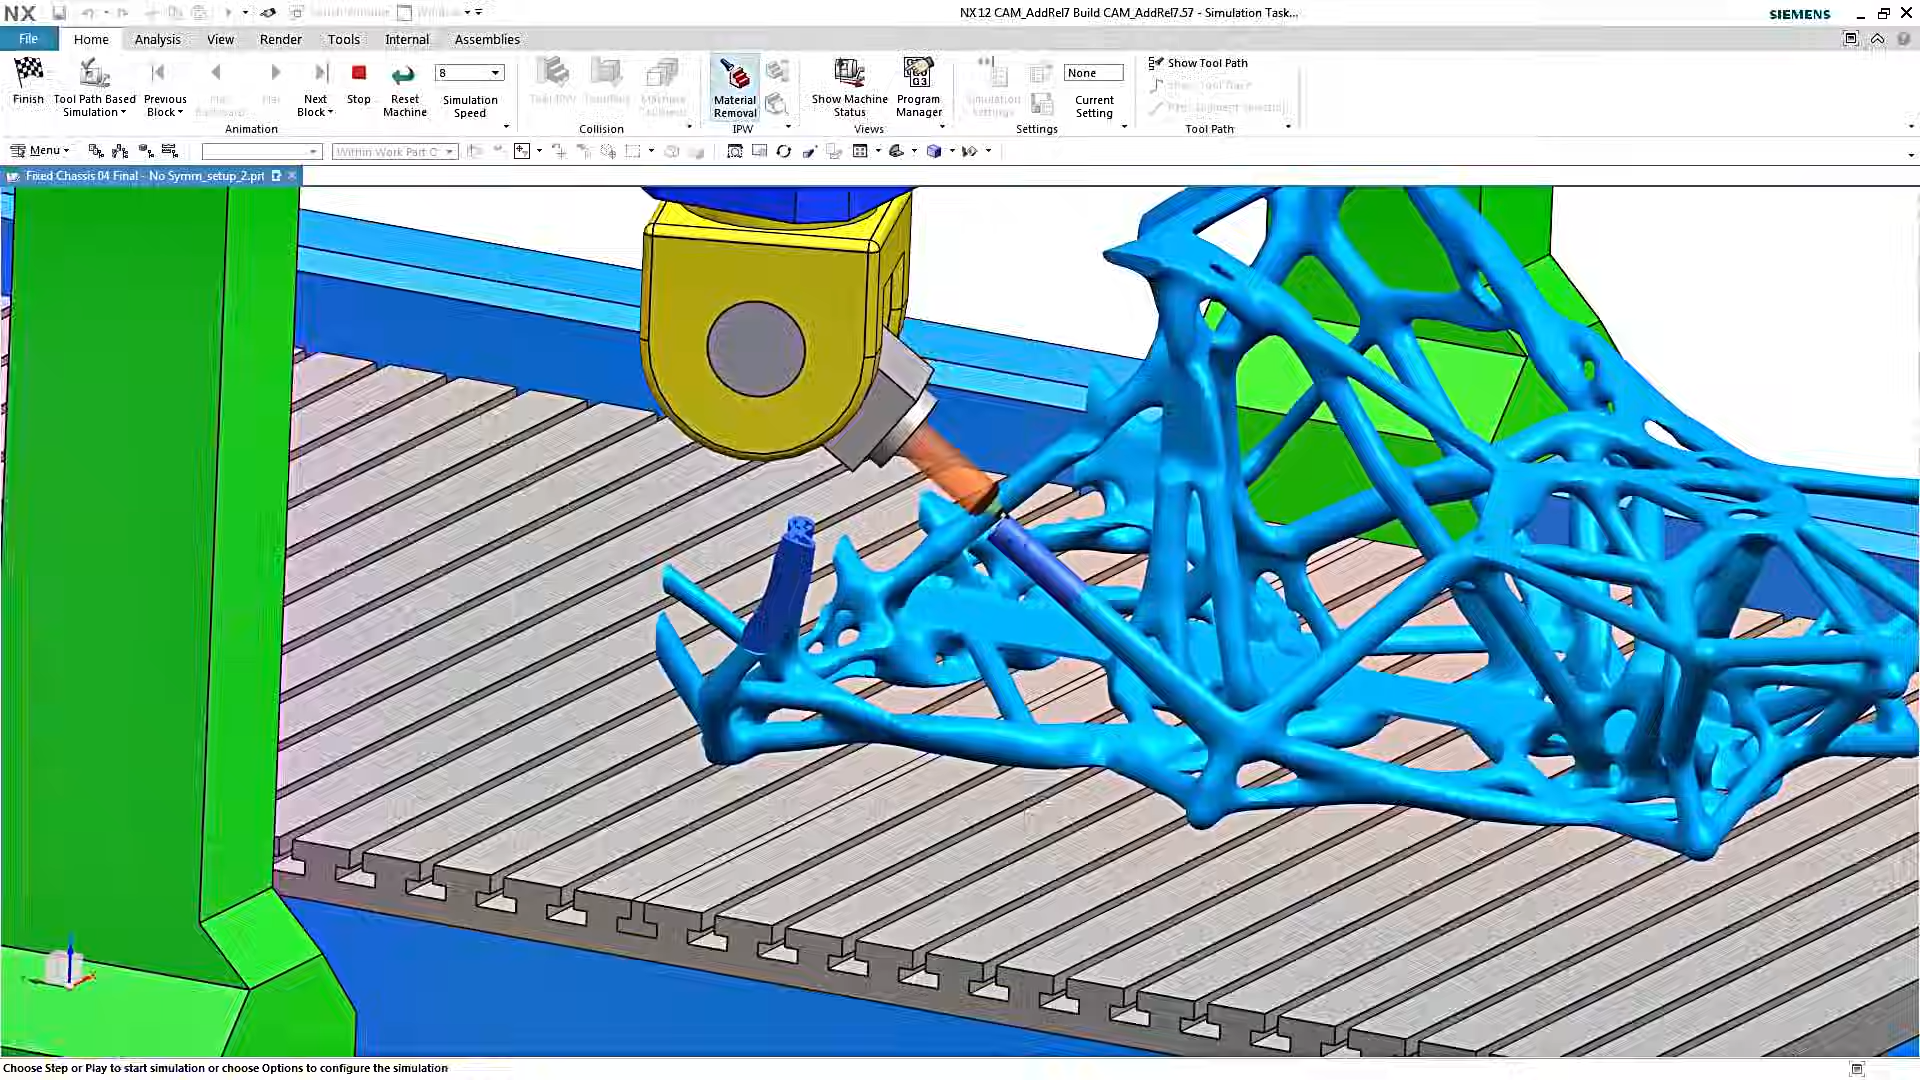 NX
NX 12 CAM_AddRel7 Build CAM_AddRel7.57 - Simulation Task...
SIEMENS
File Home Analysis View Render Tools Internal Assemblies
Finish
Tool Path Based Simulation
Previous Block
Next Block
Stop
Reset Machine
8
Simulation Speed
Material Removal
Show Machine Status
Program Manager
G3
None
Current Setting
Show Tool Path
Animation
Collision
IPW
Views
Settings
Tool Path
Menu
Within Work Part O
Fixed Chassis 04 Final - No Symm_setup_2.prt
Choose Step or Play to start simulation or choose Options to configure the simulation